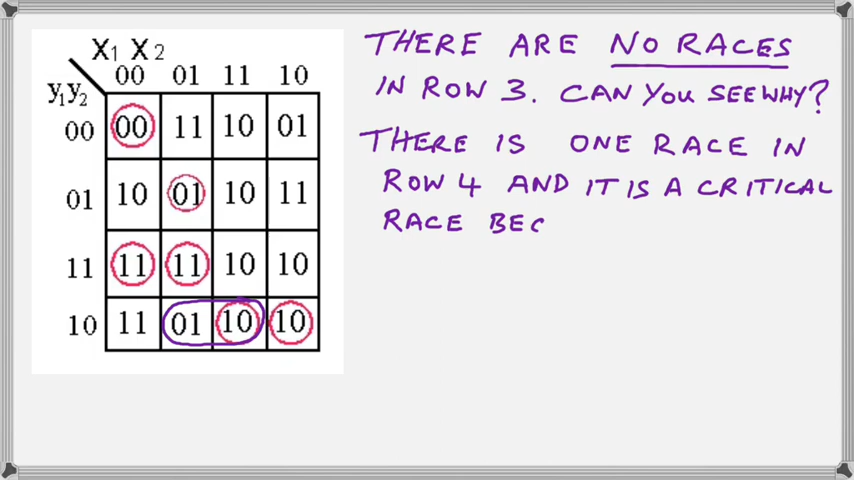 X1 X2
y1y2 00 01 11 10
00 00 11 10 01
01 10 01 10 11
11 11 11 10 10
10 11 01 10 10
THERE ARE NO RACES
IN ROW 3. CAN YOU SEE WHY?
THERE IS ONE RACE IN
ROW 4 AND IT IS A CRITICAL
RACE BEC